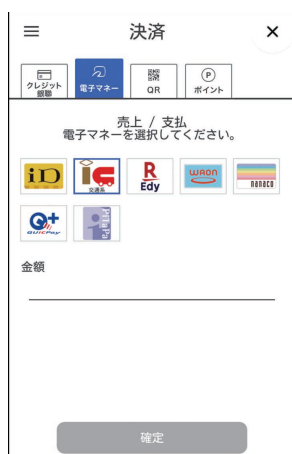 決済
クレジット
銀聯
電子マネー
QR
ポイント
売上 / 支払
電子マネーを選択してください。
iD
交通系
R
Edy
WAON
nanaco
Q+
QUICPay
PiTaPa
金額
確定